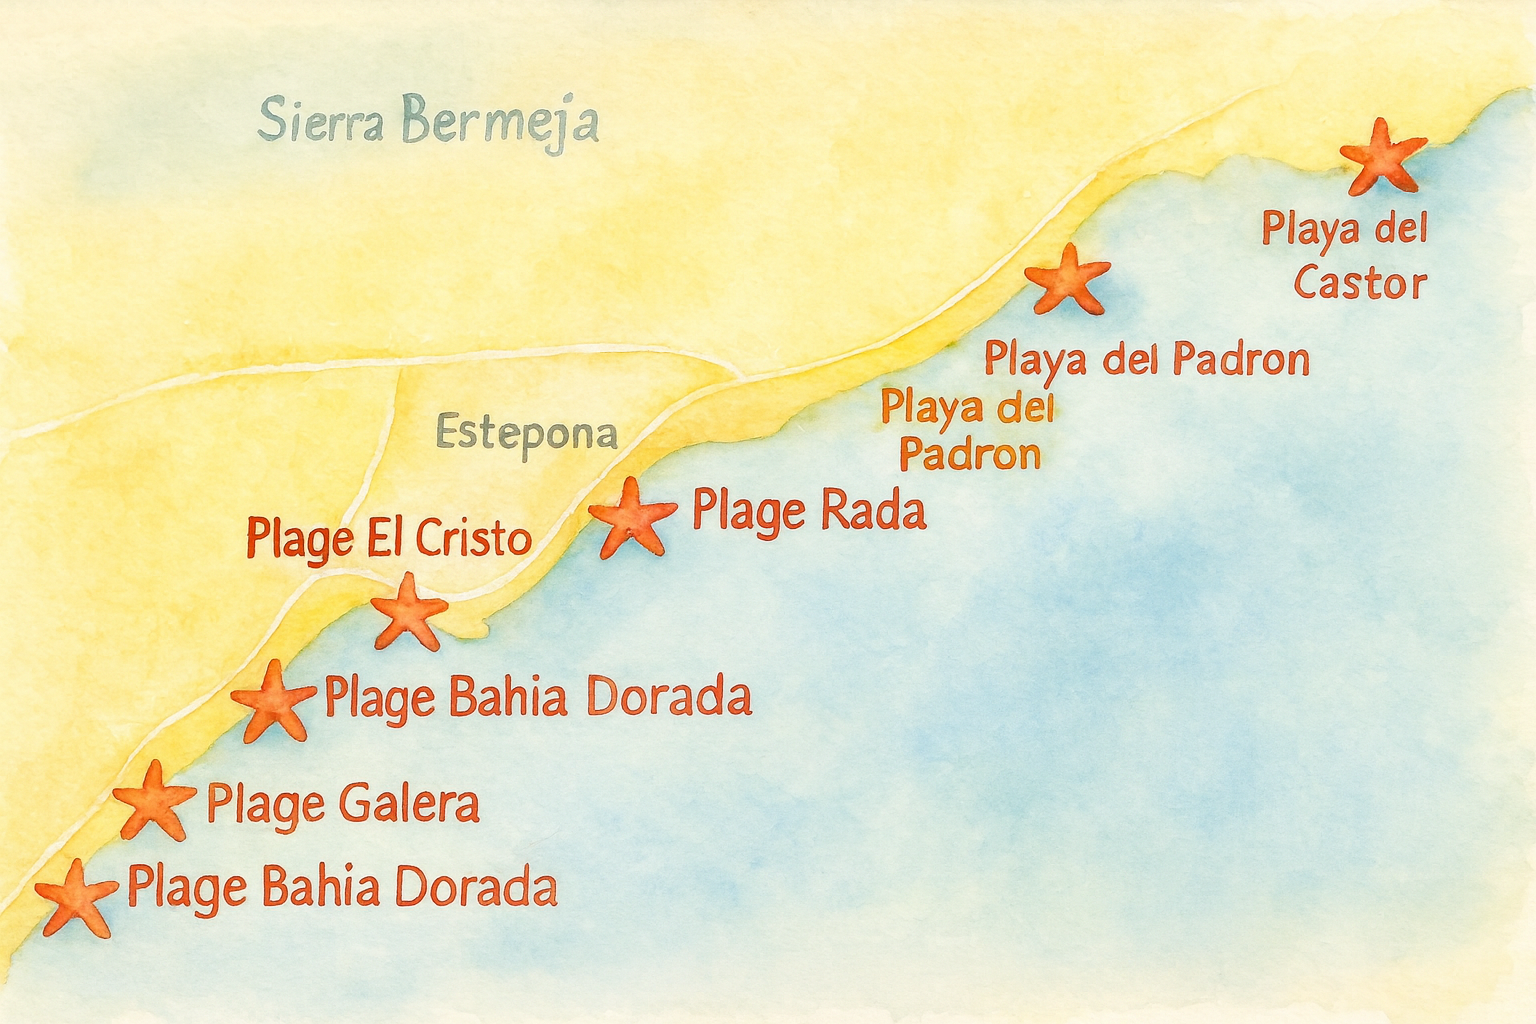 Sierra Bermeja
Playa del
Castor
Playa del Padron
Playa del
Padron
Estepona
Plage Rada
Plage El Cristo
Plage Bahia Dorada
Plage Galera
Plage Bahia Dorada